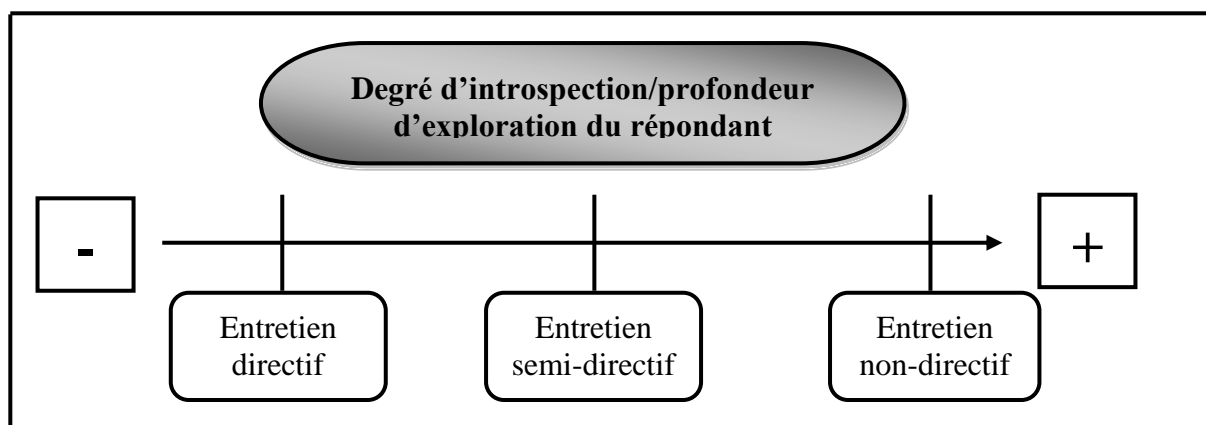 Degré d’introspection/profondeur
d’exploration du répondant
-
+
Entretien
directif
Entretien
semi-directif
Entretien
non-directif